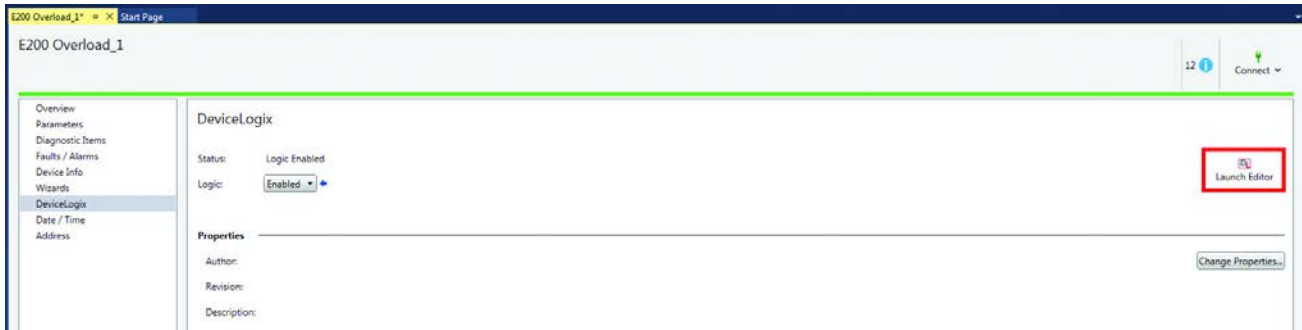 E200 Overload_1*
Start Page
E200 Overload_1
12
Connect
Overview
Parameters
Diagnostic Items
Faults / Alarms
Device Info
Wizards
DeviceLogix
Date / Time
Address
DeviceLogix
Status: Logic Enabled
Logic: Enabled
Launch Editor
Properties
Author:
Change Properties...
Revision:
Description: